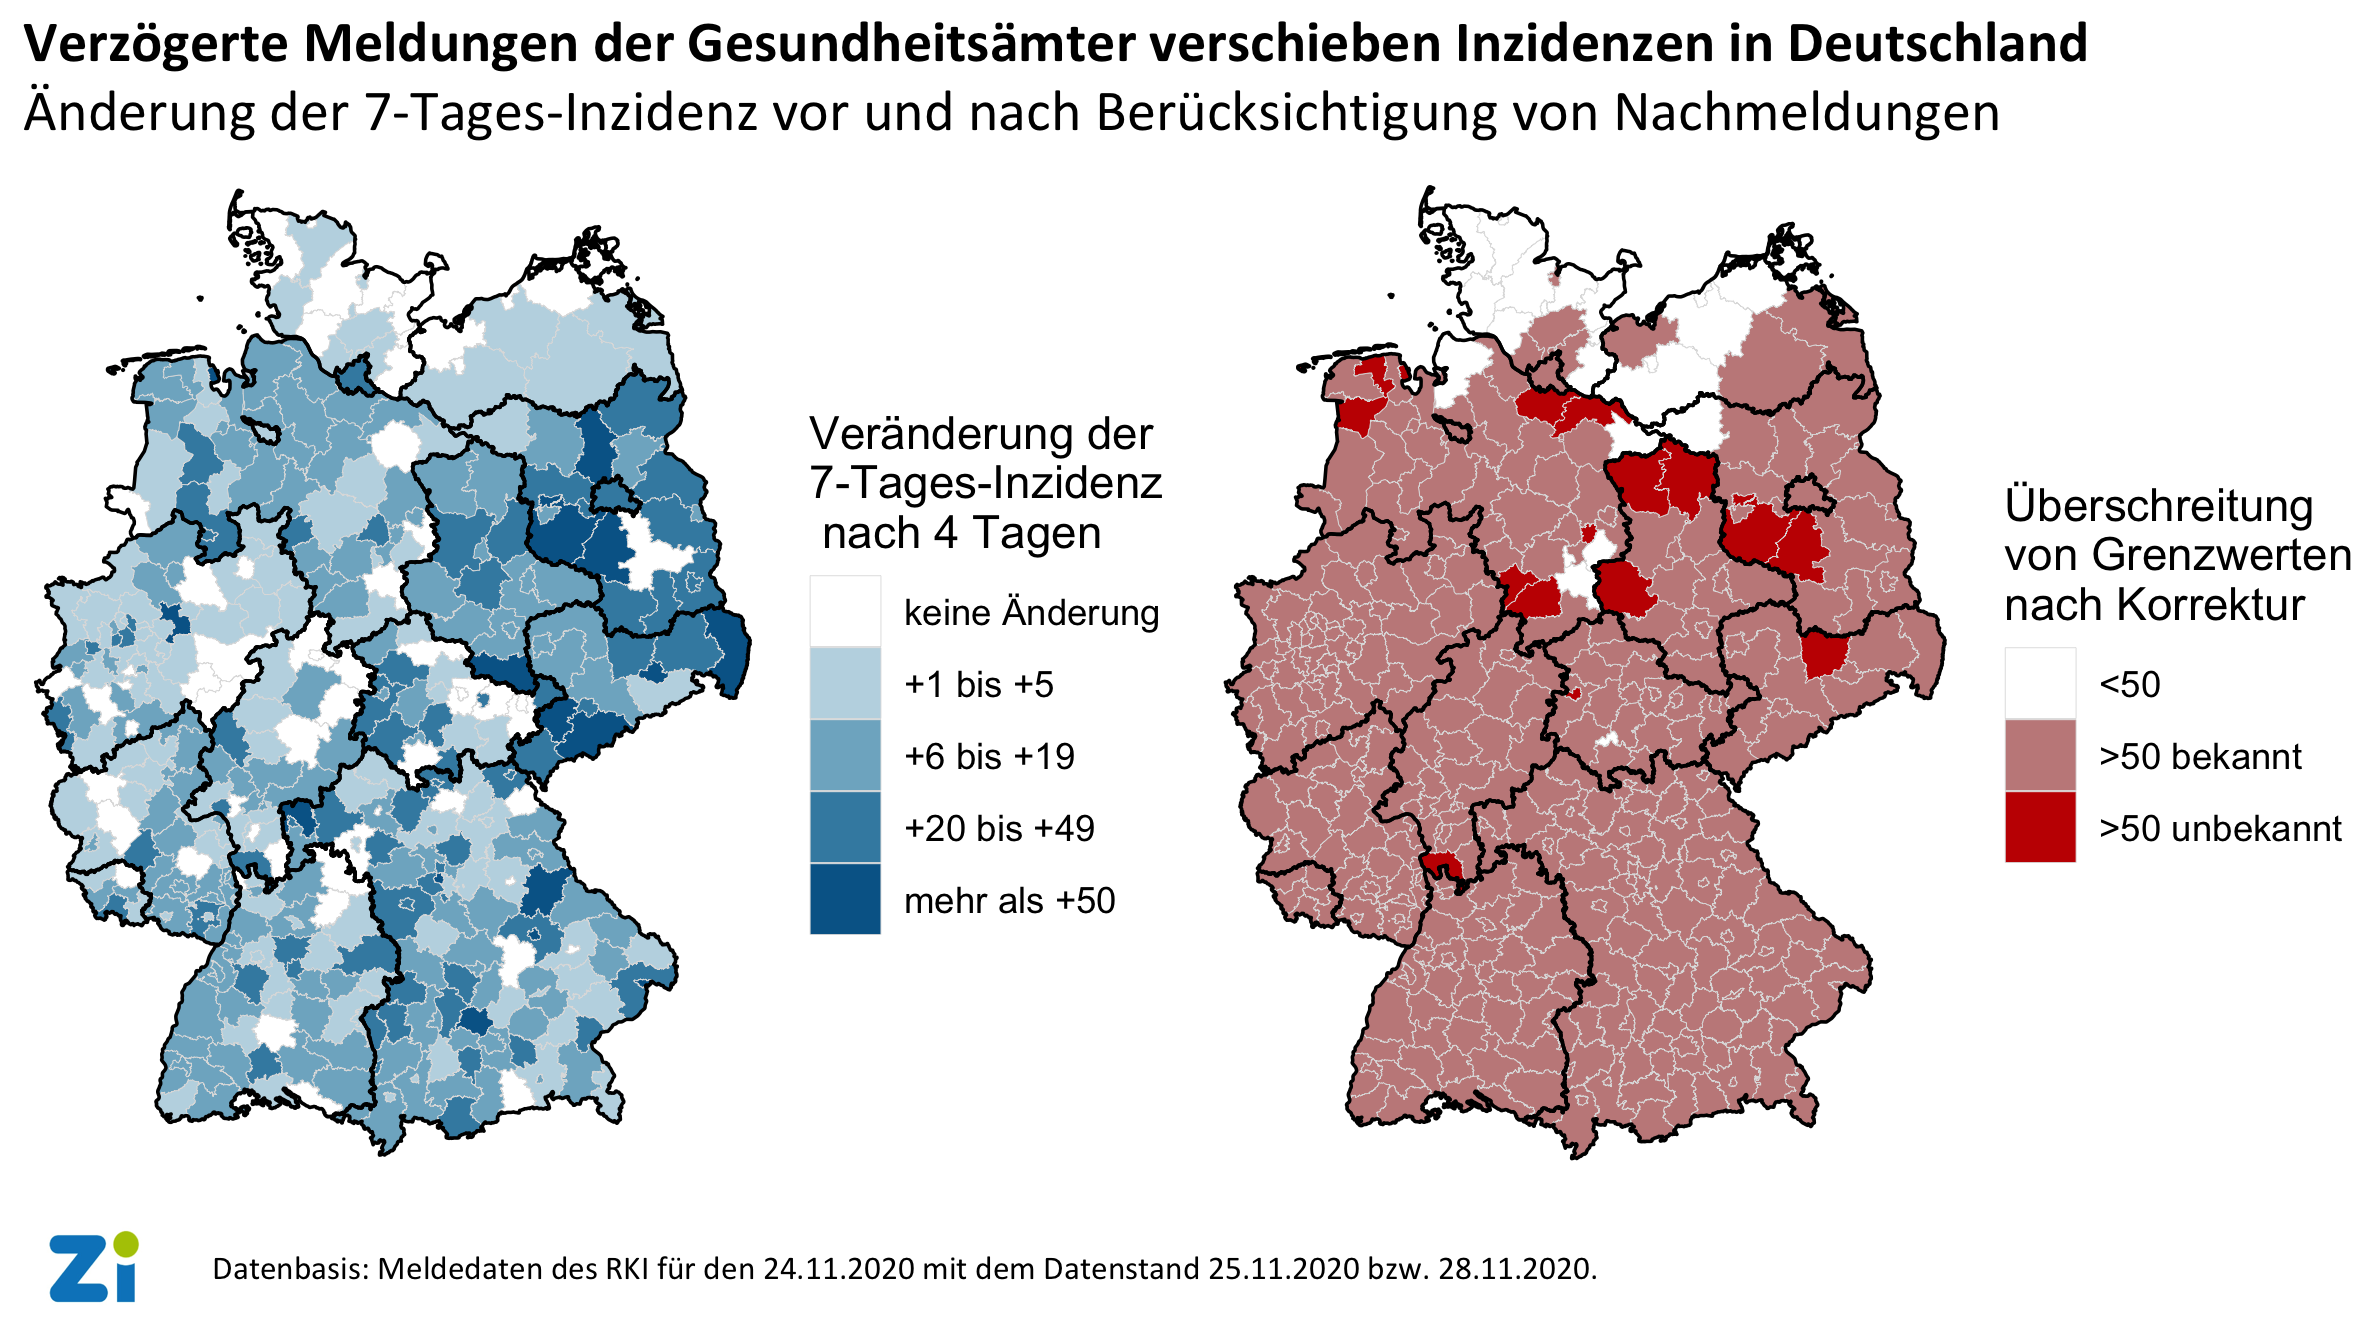 Verzögerte Meldungen der Gesundheitsämter verschieben Inzidenzen in Deutschland
Änderung der 7-Tages-Inzidenz vor und nach Berücksichtigung von Nachmeldungen
Veränderung der
7-Tages-Inzidenz
nach 4 Tagen
keine Änderung
+1 bis +5
+6 bis +19
+20 bis +49
mehr als +50
Überschreitung
von Grenzwerten
nach Korrektur
<50
>50 bekannt
>50 unbekannt
Zi
Datenbasis: Meldedaten des RKI für den 24.11.2020 mit dem Datenstand 25.11.2020 bzw. 28.11.2020.